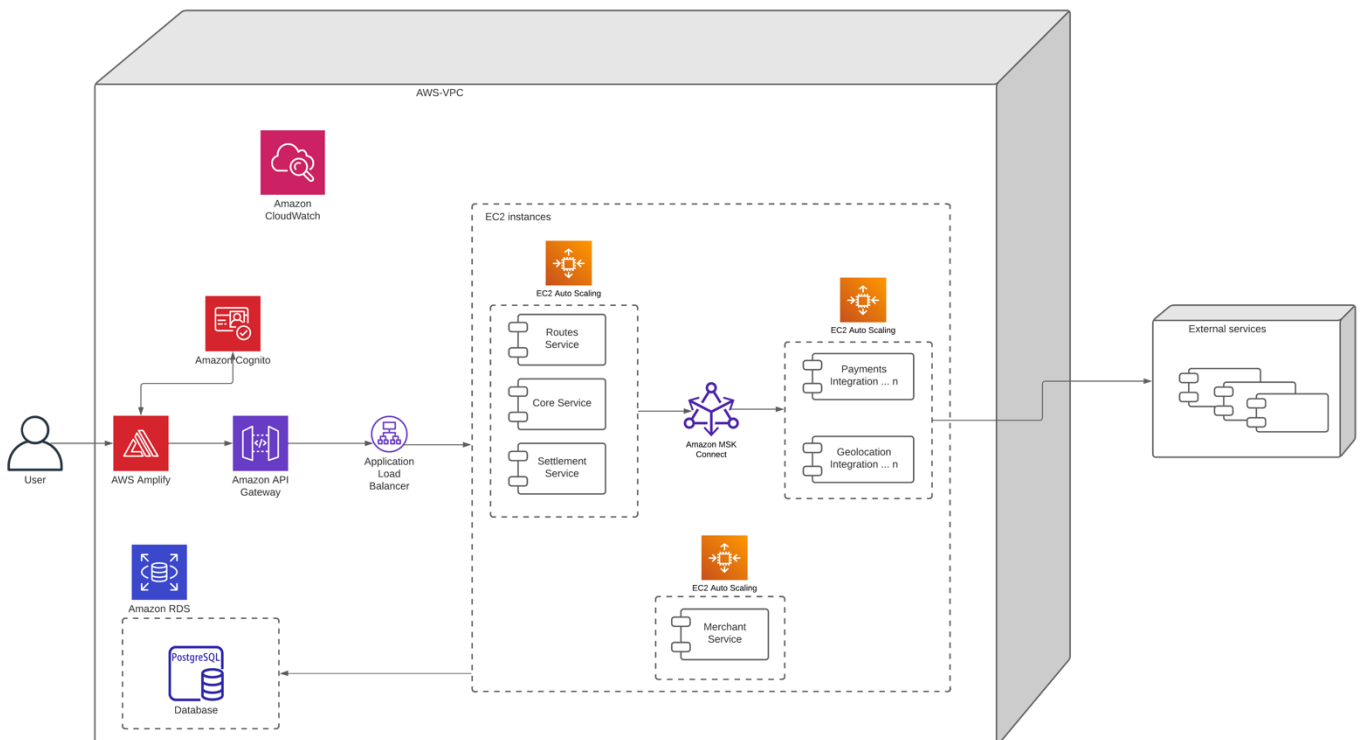 AWS-VPC
Amazon
CloudWatch
EC2 instances
EC2 Auto Scaling
EC2 Auto Scaling
Routes
Service
Core Service
Settlement
Service
Payments
Integration ... n
Geolocation
Integration ... n
Amazon MSK
Connect
External services
Amazon Cognito
User
AWS Amplify
Amazon API
Gateway
Application
Load
Balancer
EC2 Auto Scaling
Merchant
Service
Amazon RDS
PostgreSQL
Database